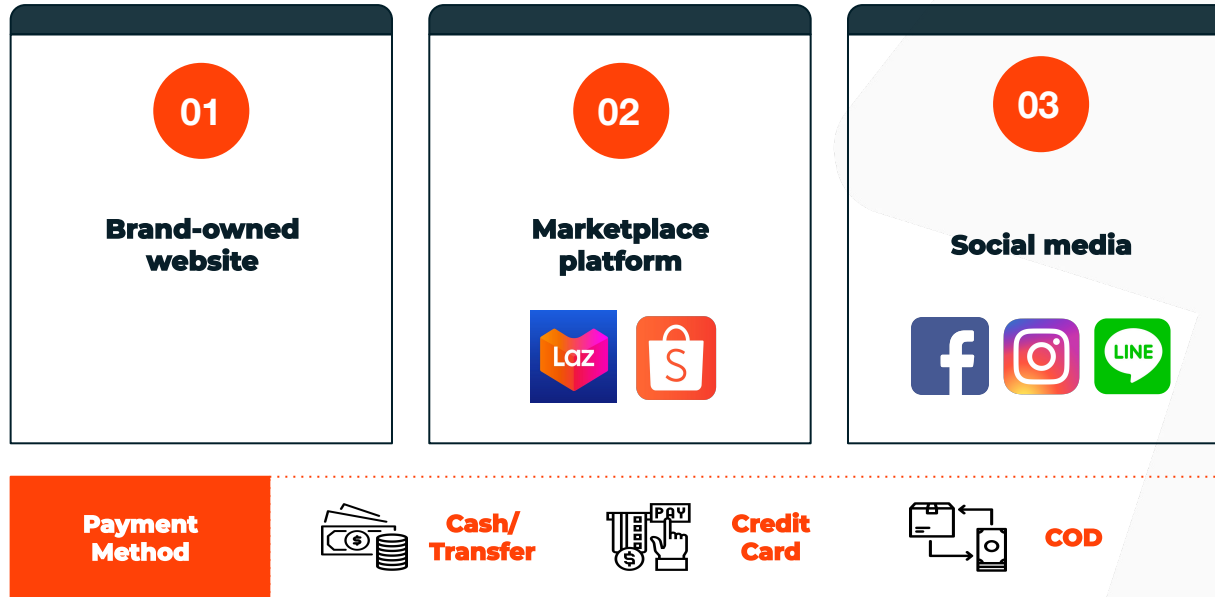 01
02
03
Brand-owned
website
Marketplace
platform
Social media
Laz
S
LINE
Payment
Method
Cash/
Transfer
PAY
Credit
Card
COD